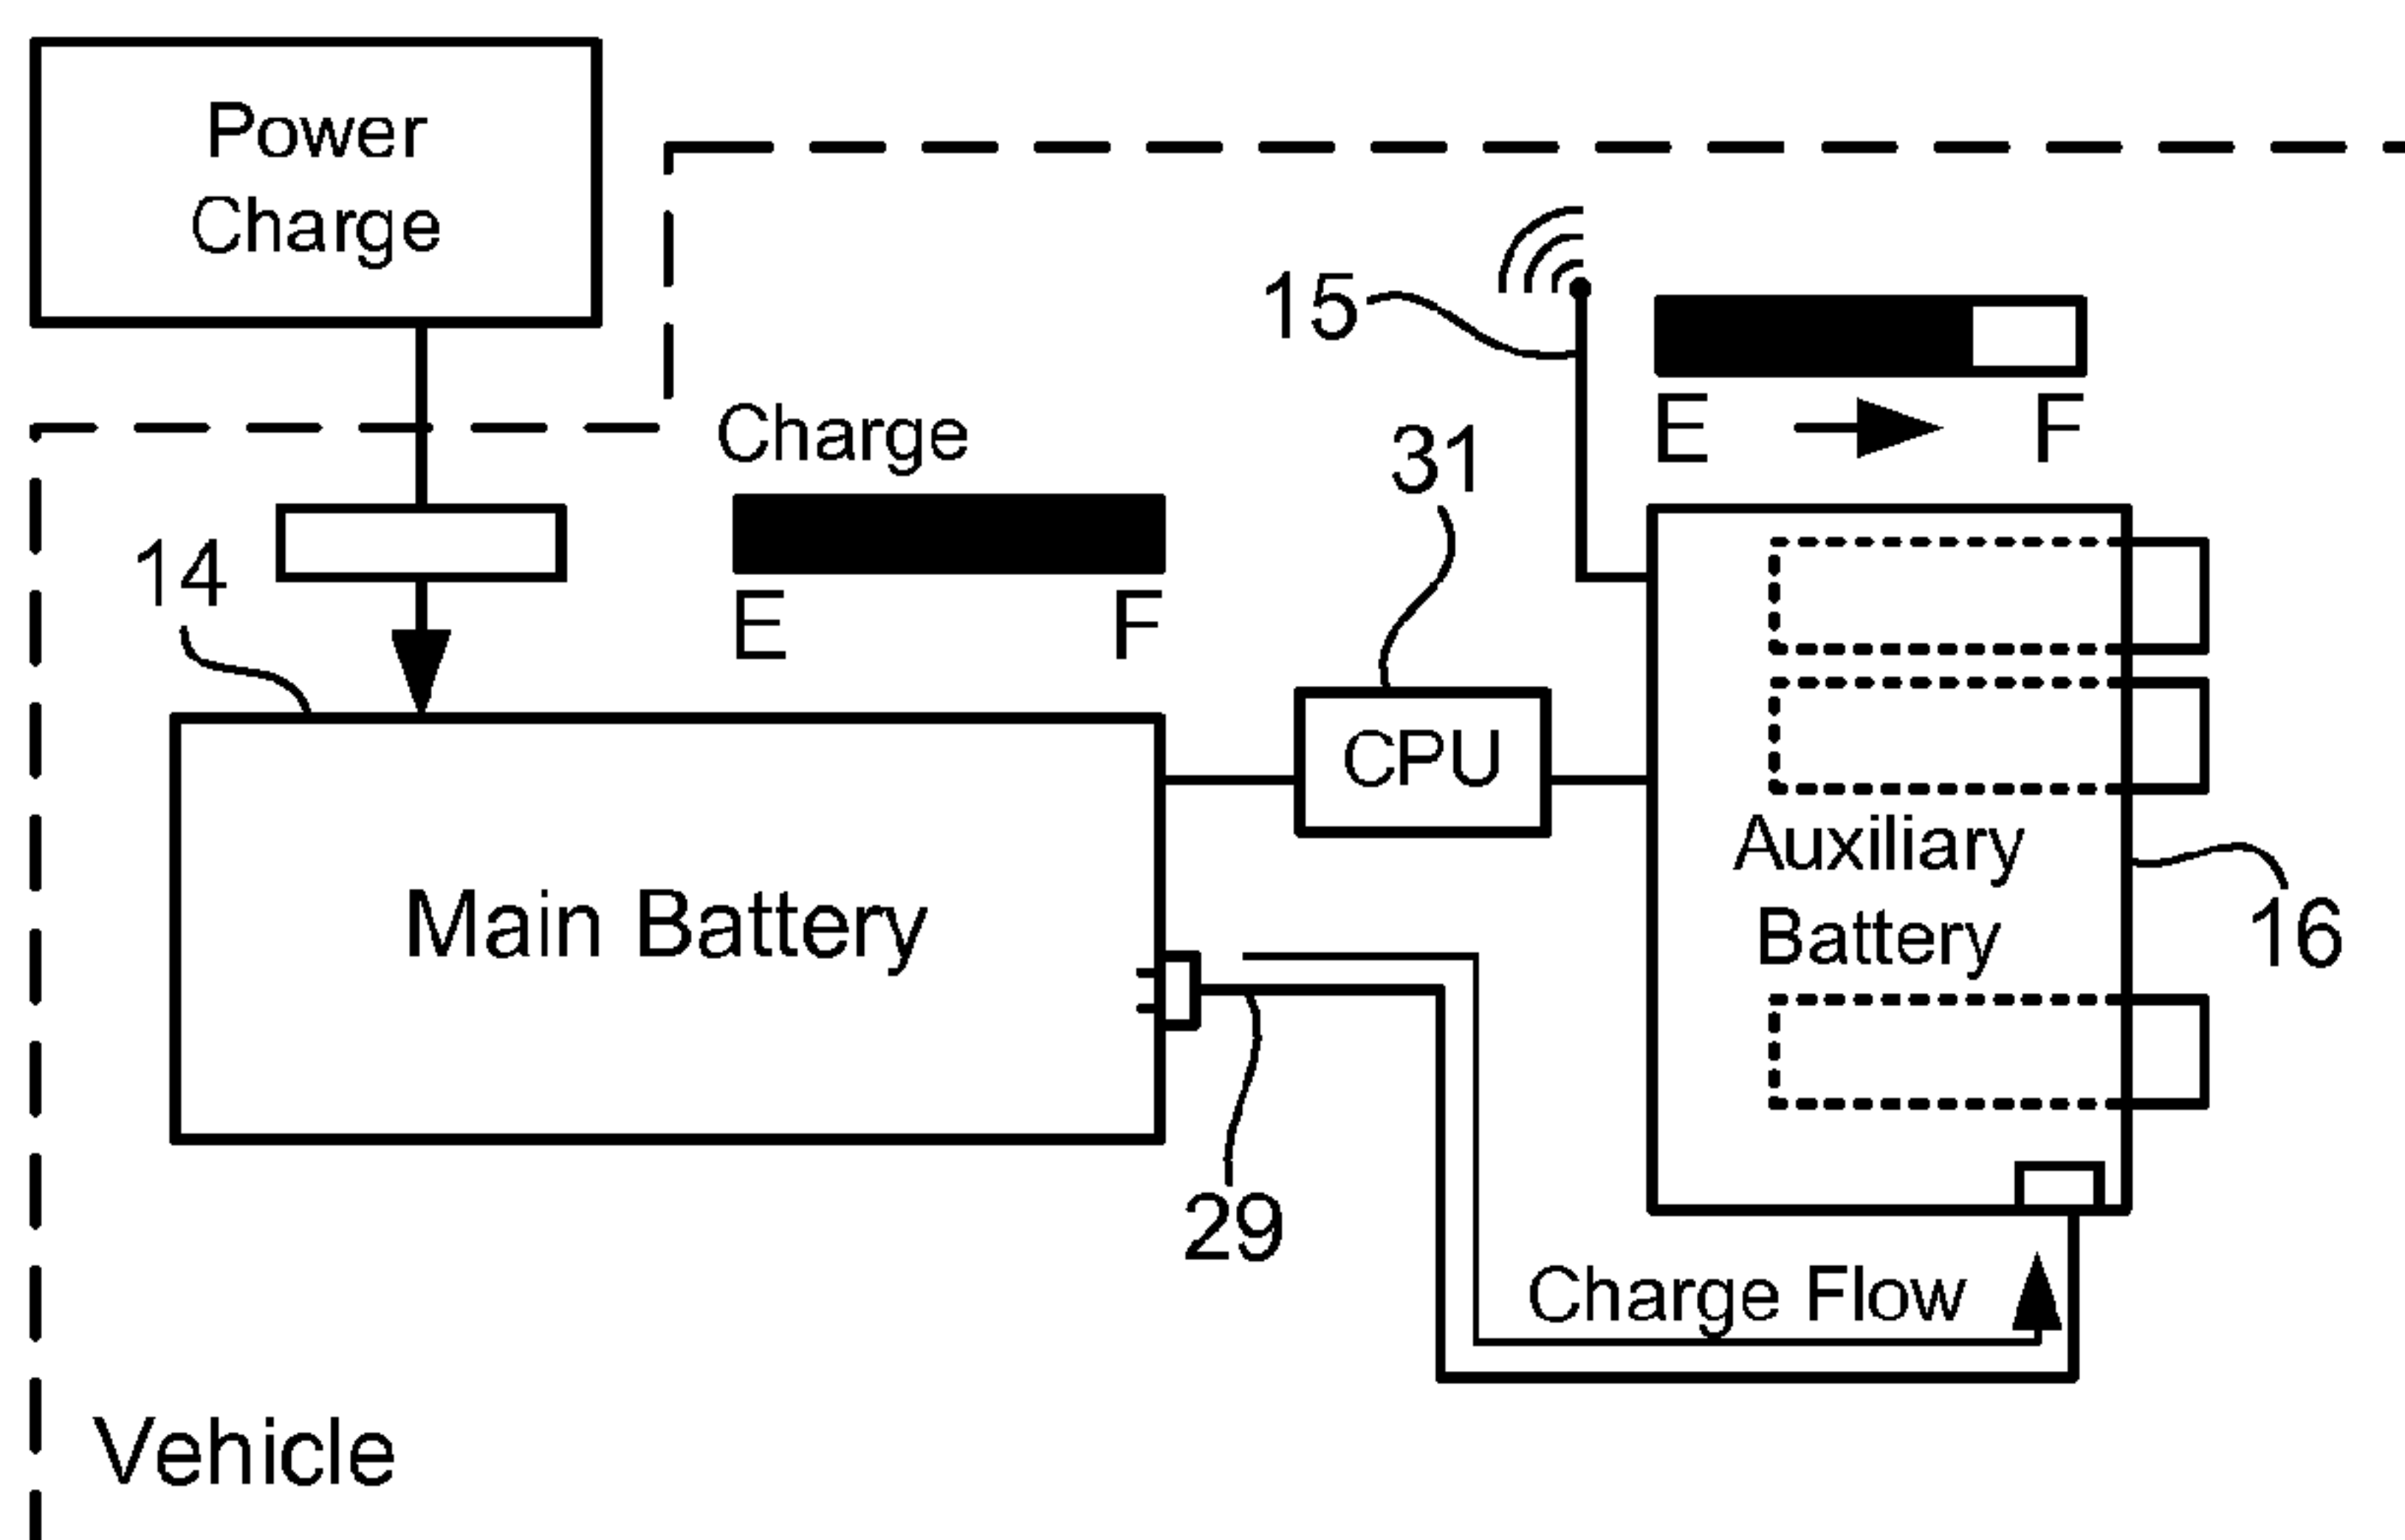 Power
Charge
15
Charge
E F
31
14
E F
CPU
Auxiliary
Battery
Main Battery
16
29
Charge Flow
Vehicle